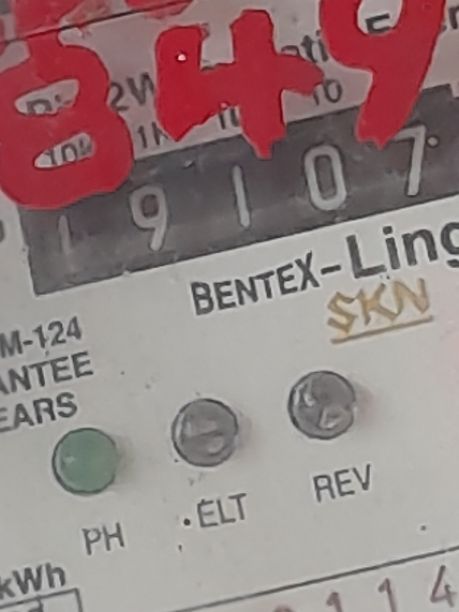 849
19107
BENTEX-Ling
SKN
M-124
ANTEE
EARS
PH
.ELT
REV
kWh
114